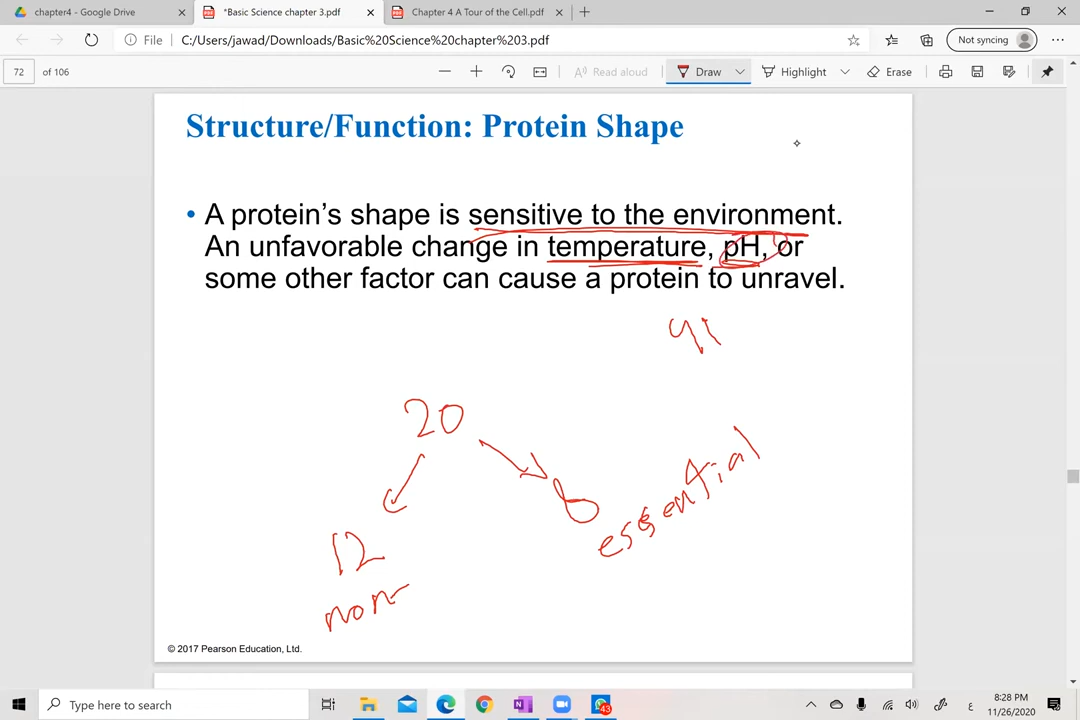 chapter4 - Google Drive
*Basic Science chapter 3.pdf
Chapter 4 A Tour of the Cell.pdf
File
C:/Users/jawad/Downloads/Basic%20Science%20chapter%203.pdf
Not syncing
72 of 106
Read aloud
Draw
Highlight
Erase
Structure/Function: Protein Shape
• A protein’s shape is sensitive to the environment.
An unfavorable change in temperature, pH, or
some other factor can cause a protein to unravel.
20
essential
12
non-
© 2017 Pearson Education, Ltd.
Type here to search
43
ع
8:28 PM
11/26/2020